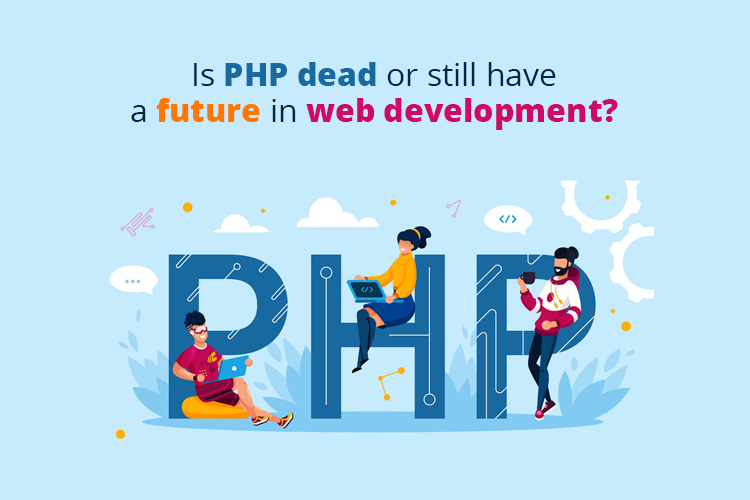 Is PHP dead or still have
a future in web development?
...
</>
</>
PHP